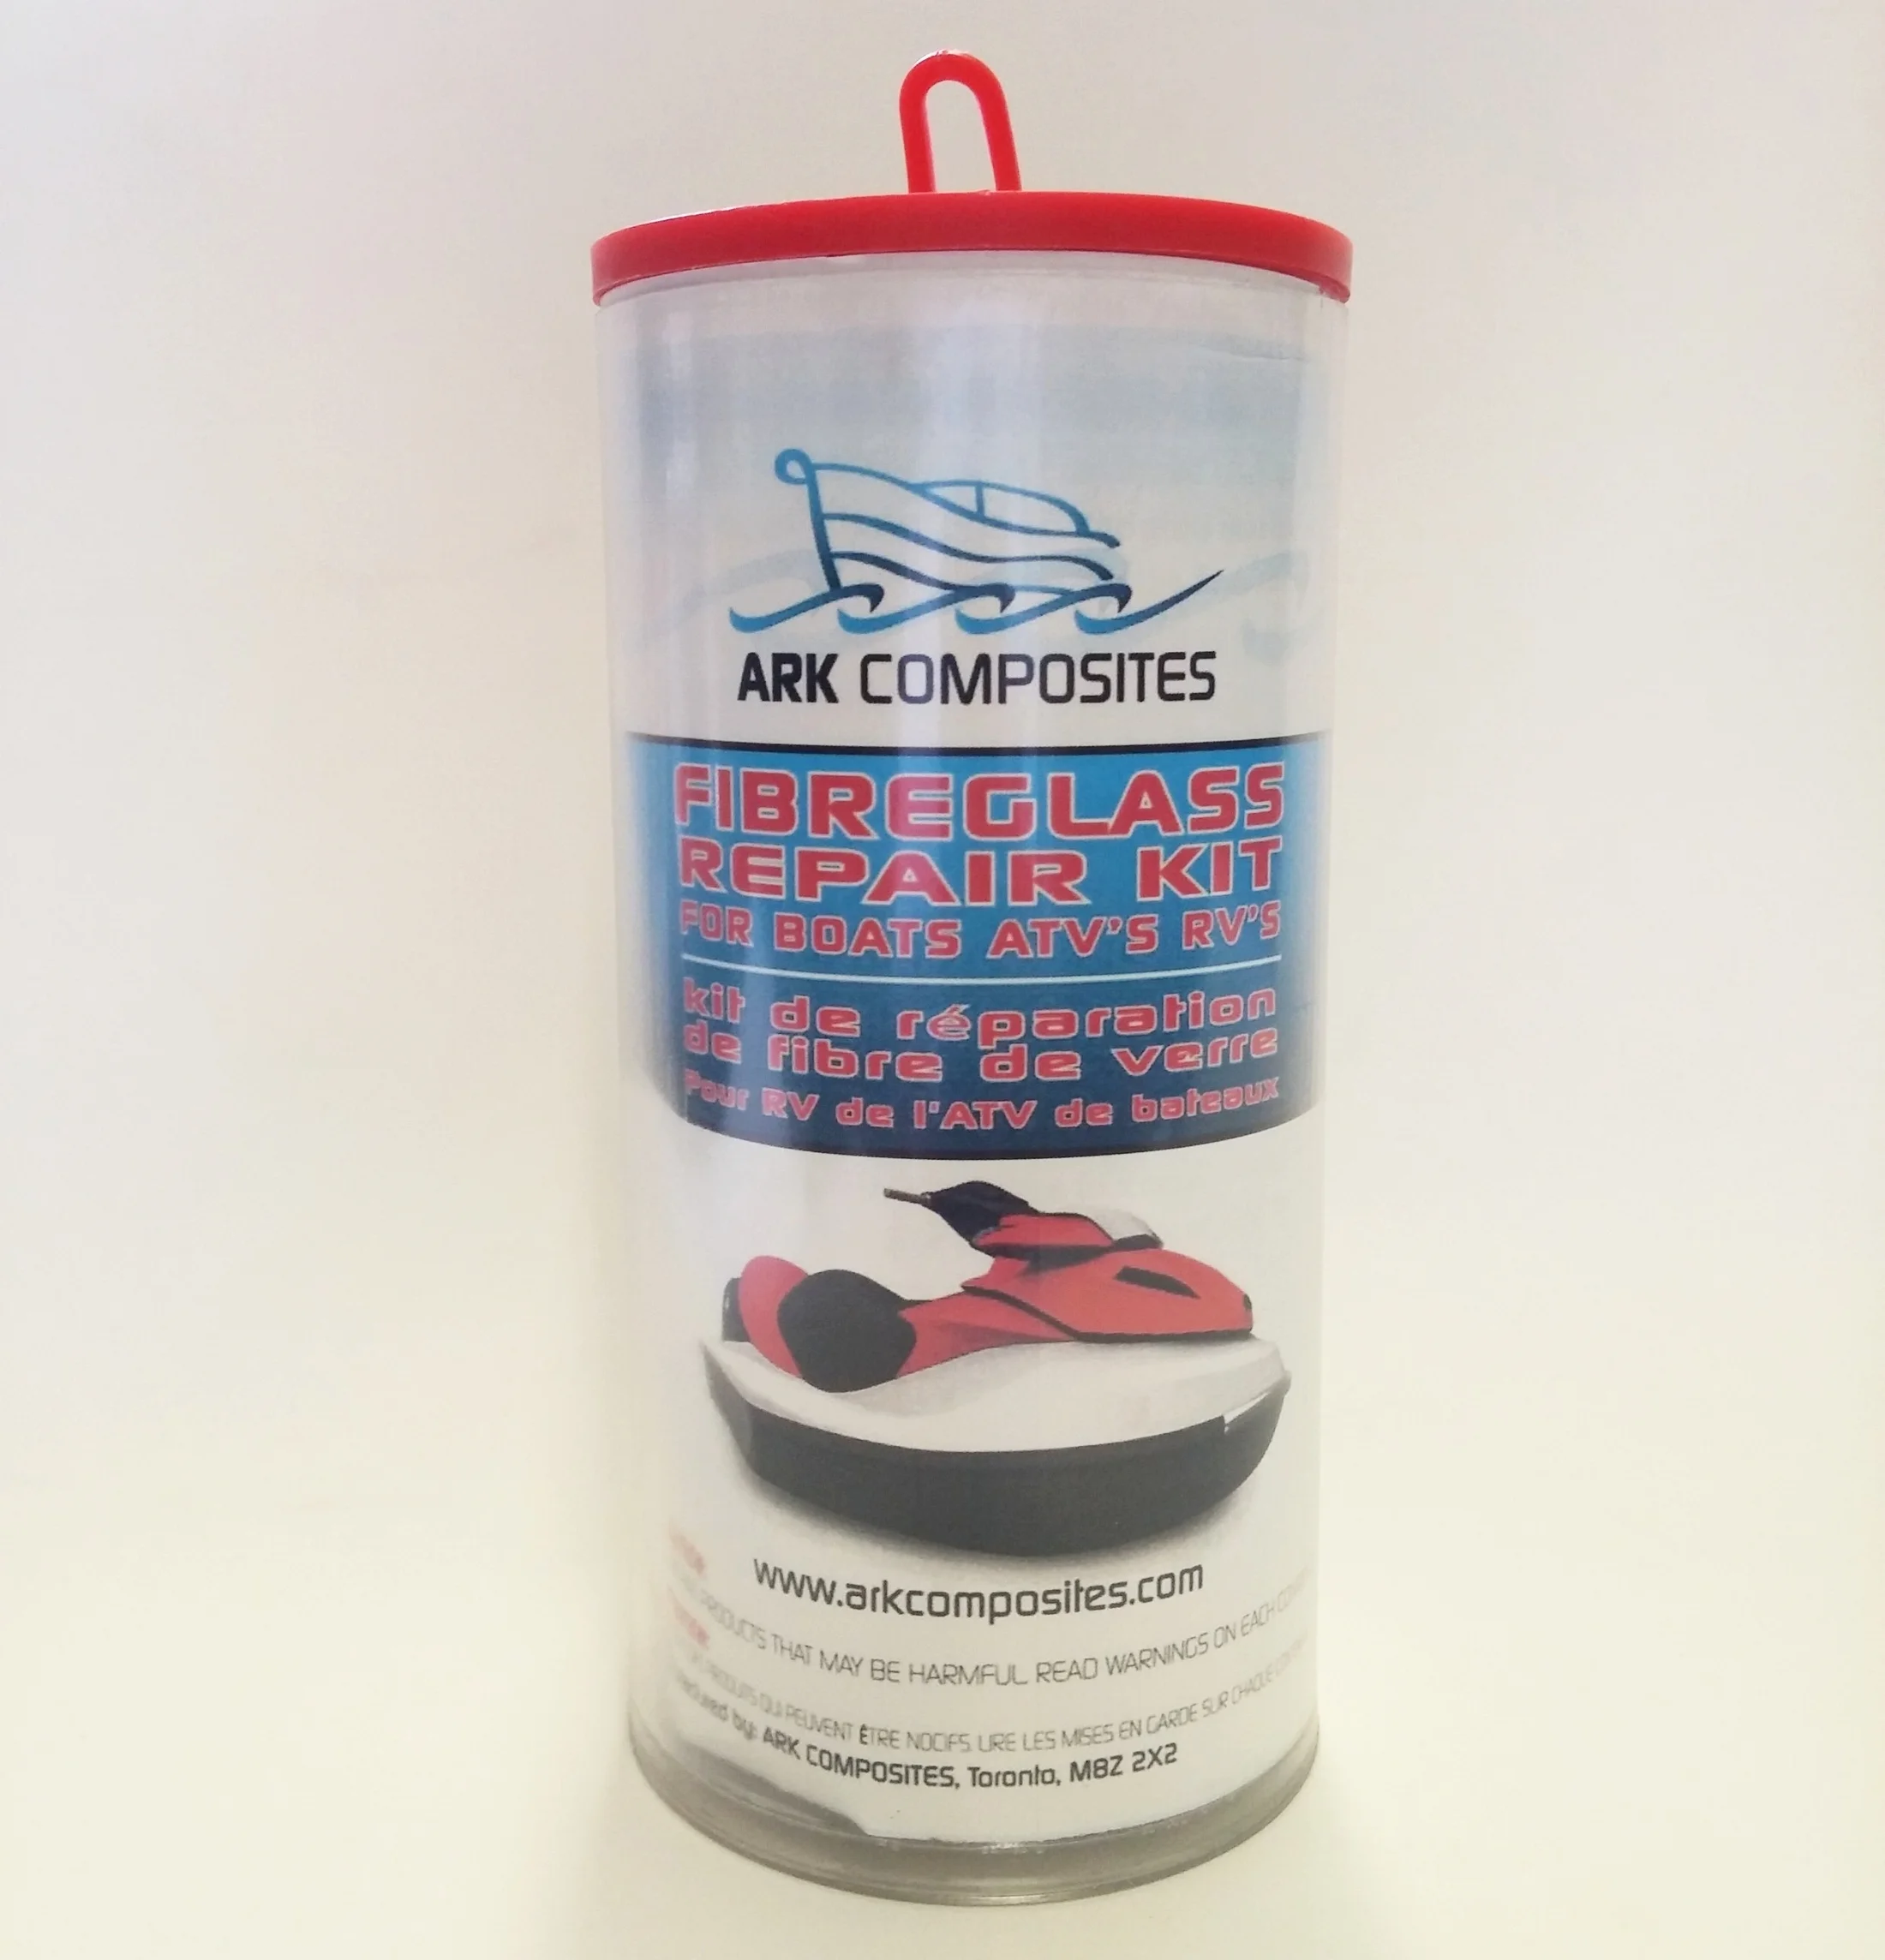 ARK COMPOSITES
FIBREGLASS
REPAIR KIT
FOR BOATS ATV'S RV'S
kit de réparation
de fibre de verre
Pour RV de l'ATV de bateaux
www.arkcomposites.com
PRODUCTS THAT MAY BE HARMFUL. READ WARNINGS ON EACH
QUI PEUVENT ÊTRE NOCIFS. LIRE LES MISES EN GARDE SUR CHAQUE
by: ARK COMPOSITES, Toronto, M8Z 2X2